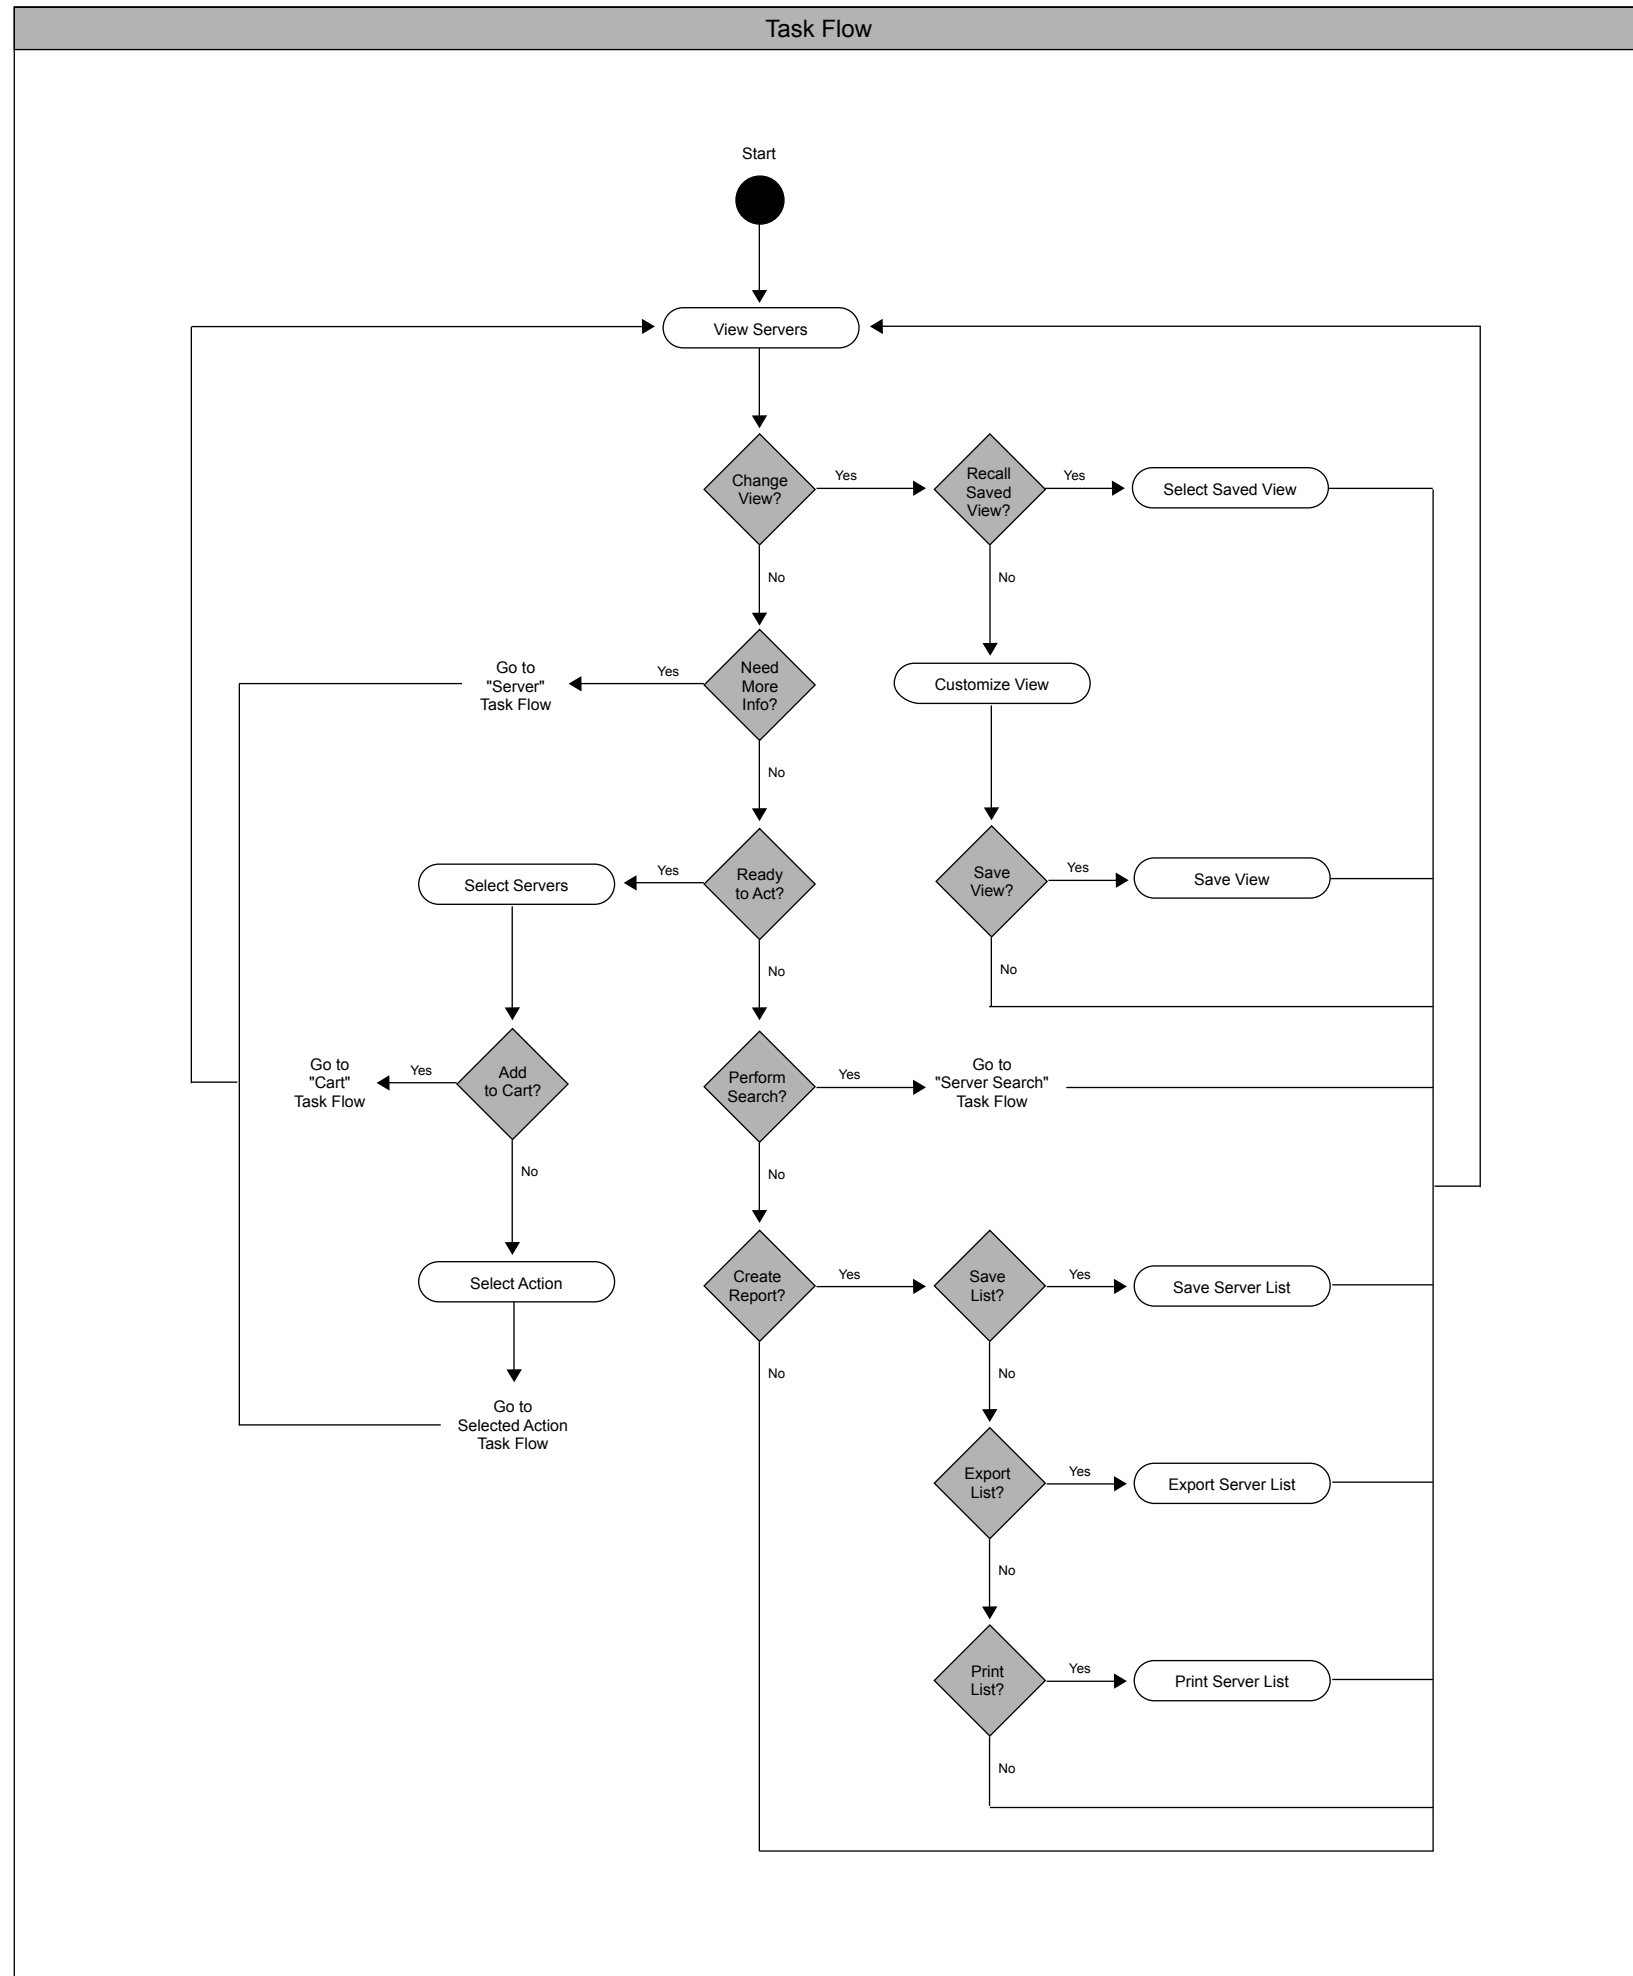 Task Flow
Start
View Servers
Change
View?
Yes
Recall
Saved
View?
Yes
Select Saved View
No
No
Go to
"Server"
Task Flow
Yes
Need
More
Info?
Customize View
No
Select Servers
Yes
Ready
to Act?
Save
View?
Yes
Save View
No
No
Go to
"Cart"
Task Flow
Yes
Add
to Cart?
Perform
Search?
Yes
Go to
"Server Search"
Task Flow
No
No
Select Action
Create
Report?
Yes
Save
List?
Yes
Save Server List
No
No
Go to
Selected Action
Task Flow
Export
List?
Yes
Export Server List
No
Print
List?
Yes
Print Server List
No